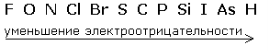 F O N Cl Br S C P Si I As H
уменьшение электроотрицательности